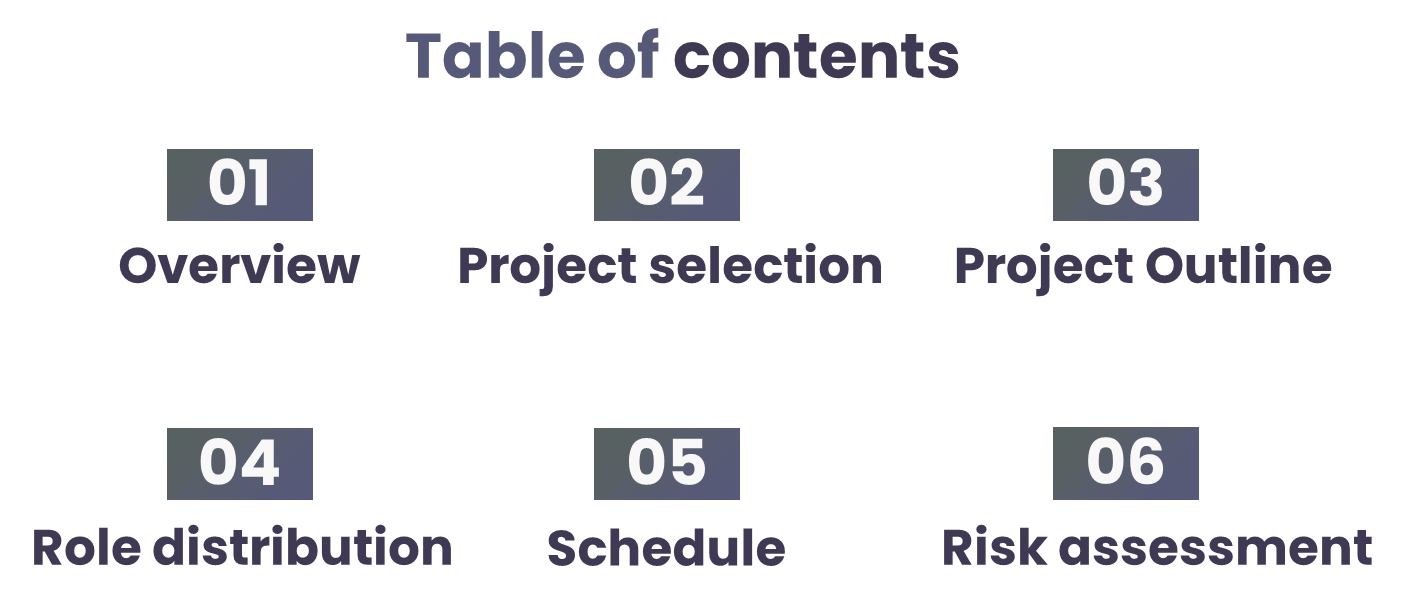 Table of contents
01
Overview
02
Project selection
03
Project Outline
04
Role distribution
05
Schedule
06
Risk assessment